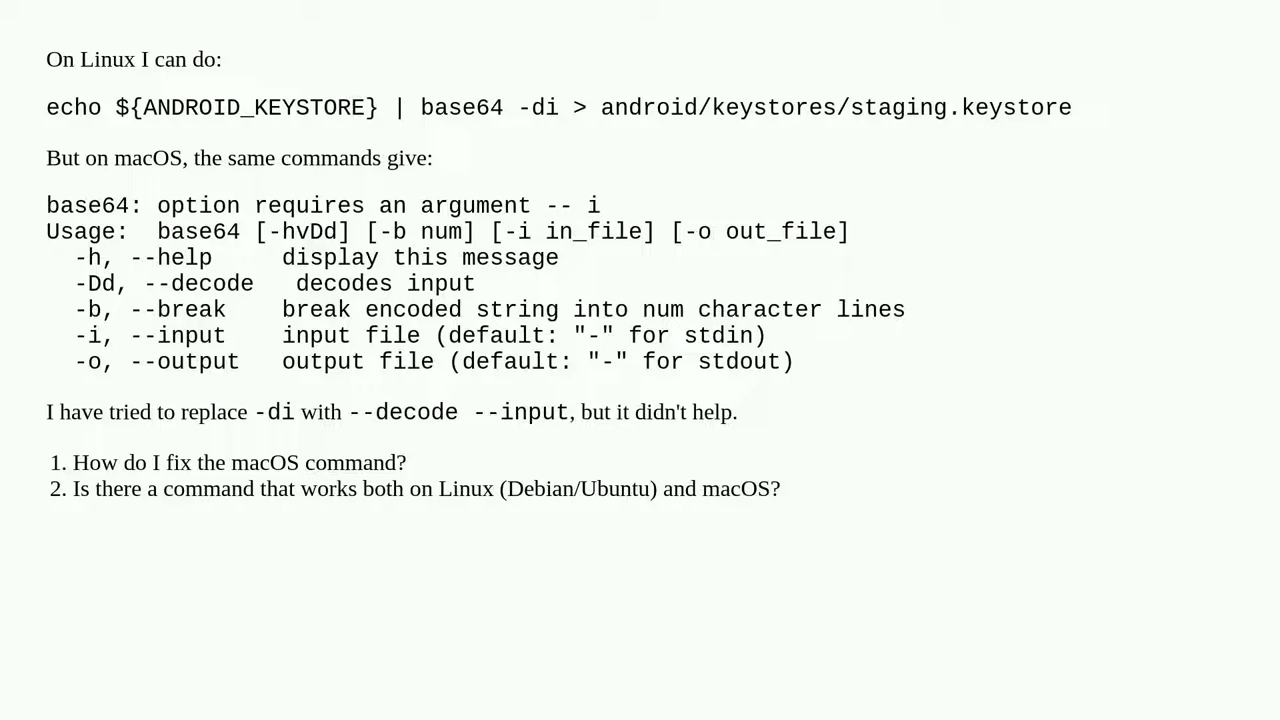 On Linux I can do:
echo ${ANDROID_KEYSTORE} | base64 -di > android/keystores/staging.keystore
But on macOS, the same commands give:
base64: option requires an argument -- i
Usage:  base64 [-hvDd] [-b num] [-i in_file] [-o out_file]
  -h, --help     display this message
  -Dd, --decode   decodes input
  -b, --break    break encoded string into num character lines
  -i, --input    input file (default: "-" for stdin)
  -o, --output   output file (default: "-" for stdout)
I have tried to replace -di with --decode --input, but it didn't help.
1. How do I fix the macOS command?
2. Is there a command that works both on Linux (Debian/Ubuntu) and macOS?